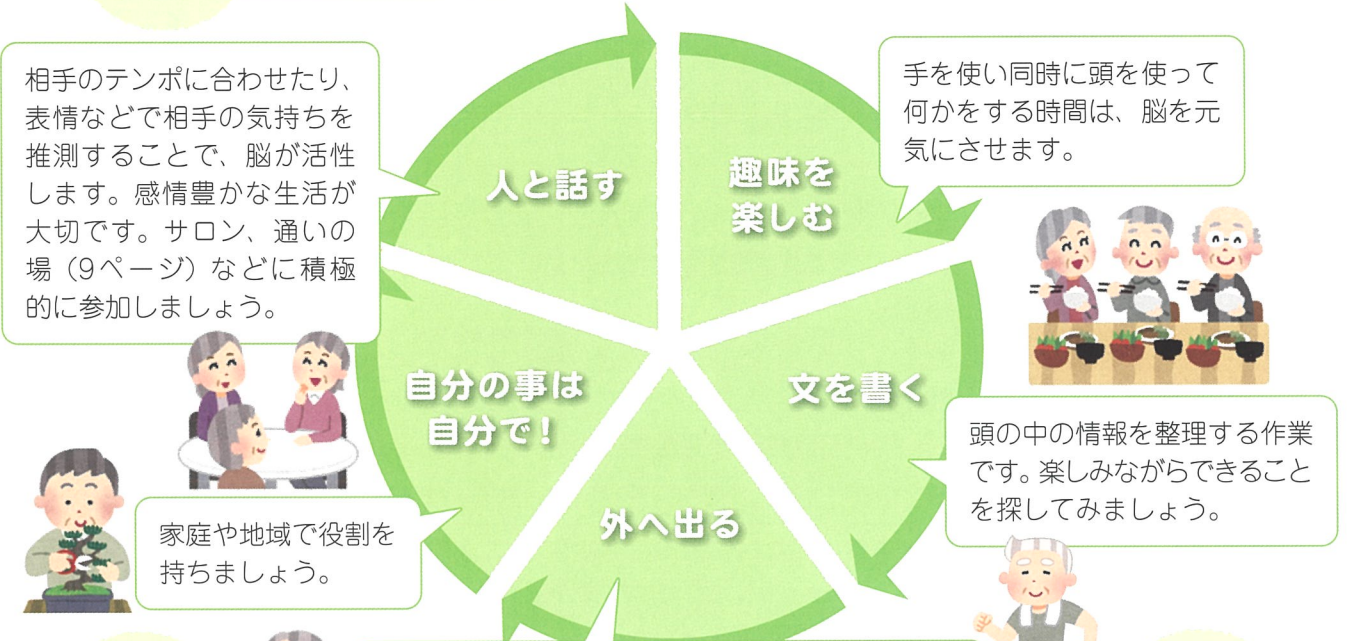 相手のテンポに合わせたり、
表情などで相手の気持ちを
推測することで、脳が活性
します。感情豊かな生活が
大切です。サロン、通いの
場（9ページ）などに積極
的に参加しましょう。
人と話す
趣味を
楽しむ
手を使い同時に頭を使って
何かをする時間は、脳を元
気にさせます。
自分の事は
自分で！
文を書く
頭の中の情報を整理する作業
です。楽しみながらできること
を探してみましょう。
家庭や地域で役割を
持ちましょう。
外へ出る